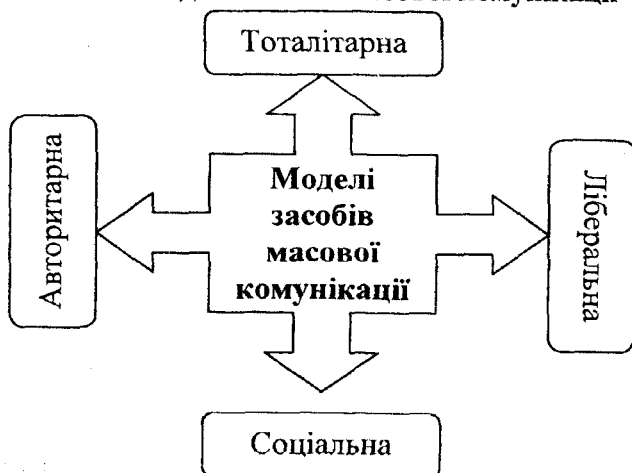 Тоталітарна
Авторитарна
Моделі
засобів
масової
комунікації
Ліберальна
Соціальна